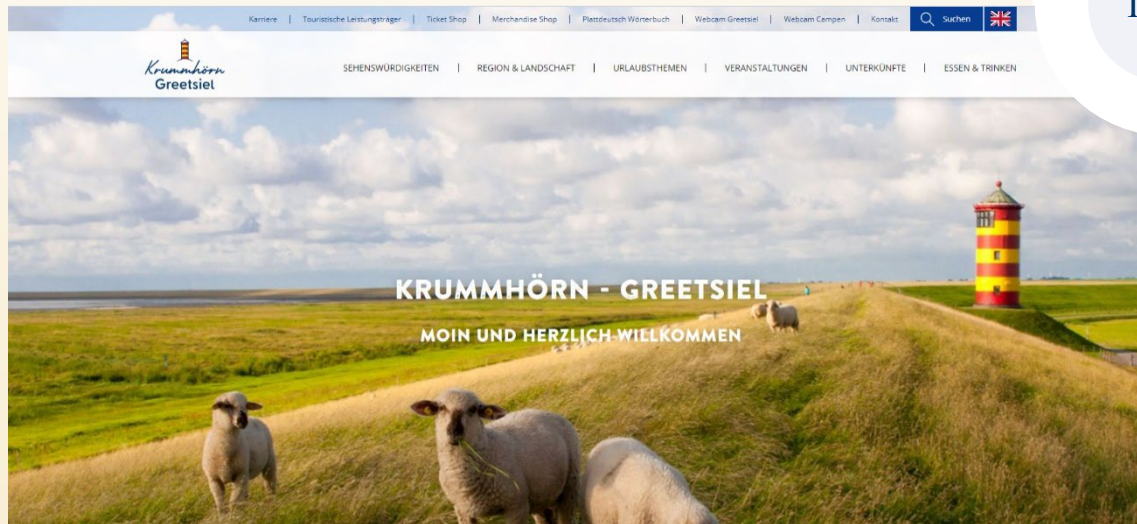 Karriere | Touristische Leistungsträger | Ticket Shop | Merchandise Shop | Plattdeutsch Wörterbuch | Webcam Greetsiel | Webcam Campen | Kontakt Suchen
Krummhörn
Greetsiel
SEHENSWÜRDIGKEITEN | REGION & LANDSCHAFT | URLAUBSTHEMEN | VERANSTALTUNGEN | UNTERKÜNFTE | ESSEN & TRINKEN
KRUMMHÖRN - GREETSIEL
MOIN UND HERZLICH WILLKOMMEN